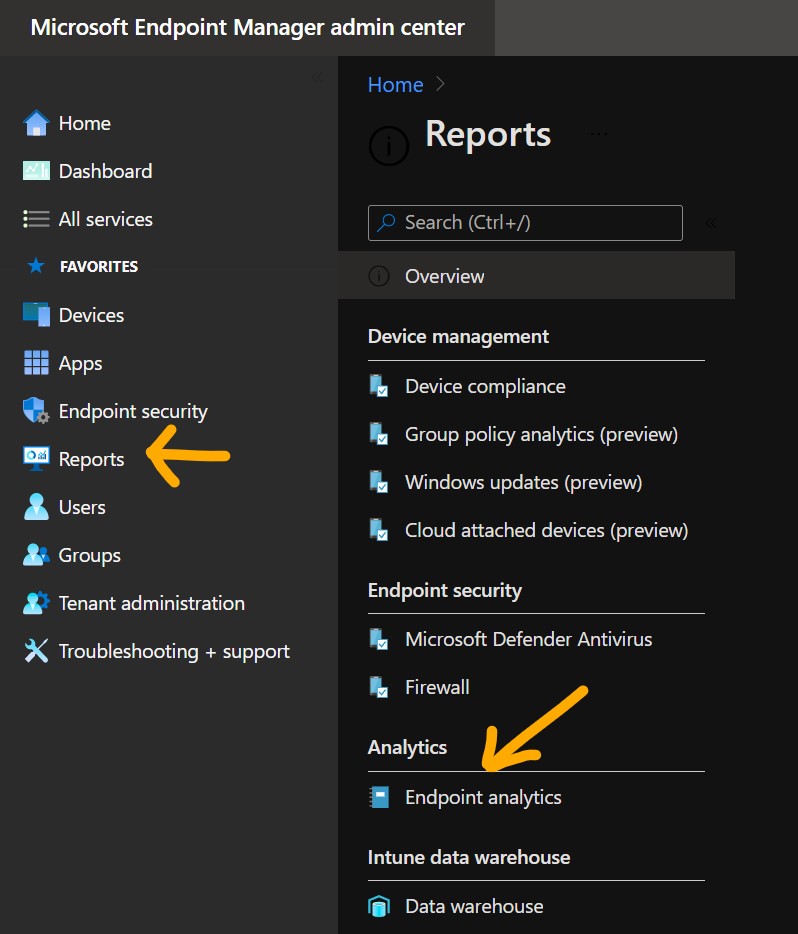 Microsoft Endpoint Manager admin center
Home
Dashboard
All services
FAVORITES
Devices
Apps
Endpoint security
Reports
Users
Groups
Tenant administration
Troubleshooting + support
Home >
Reports
...
Search (Ctrl+/)
Overview
Device management
Device compliance
Group policy analytics (preview)
Windows updates (preview)
Cloud attached devices (preview)
Endpoint security
Microsoft Defender Antivirus
Firewall
Analytics
Endpoint analytics
Intune data warehouse
Data warehouse